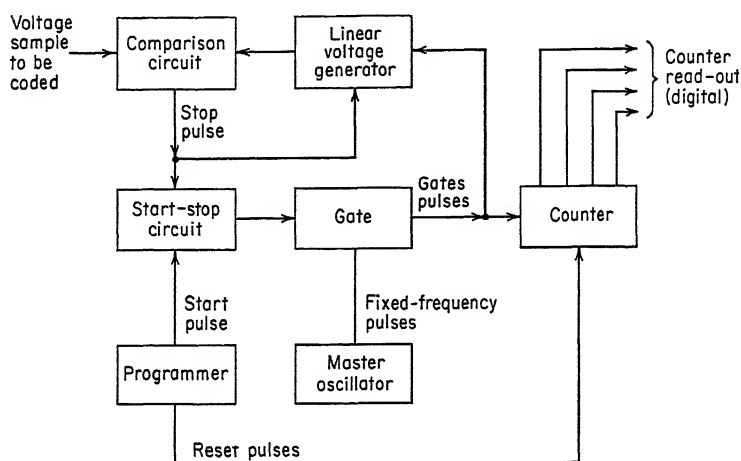 Voltage
sample
to be
coded
Comparison
circuit
Linear
voltage
generator
Counter
read-out
(digital)
Stop
pulse
Start-stop
circuit
Gate
Gates
pulses
Counter
Start
pulse
Fixed-frequency
pulses
Programmer
Master
oscillator
Reset pulses